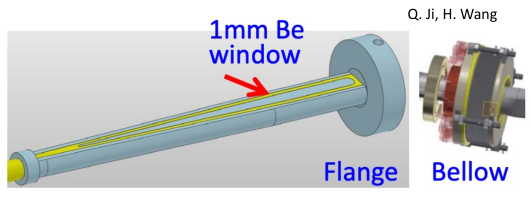 Q. Ji, H. Wang
1mm Be
window
Flange
Bellow